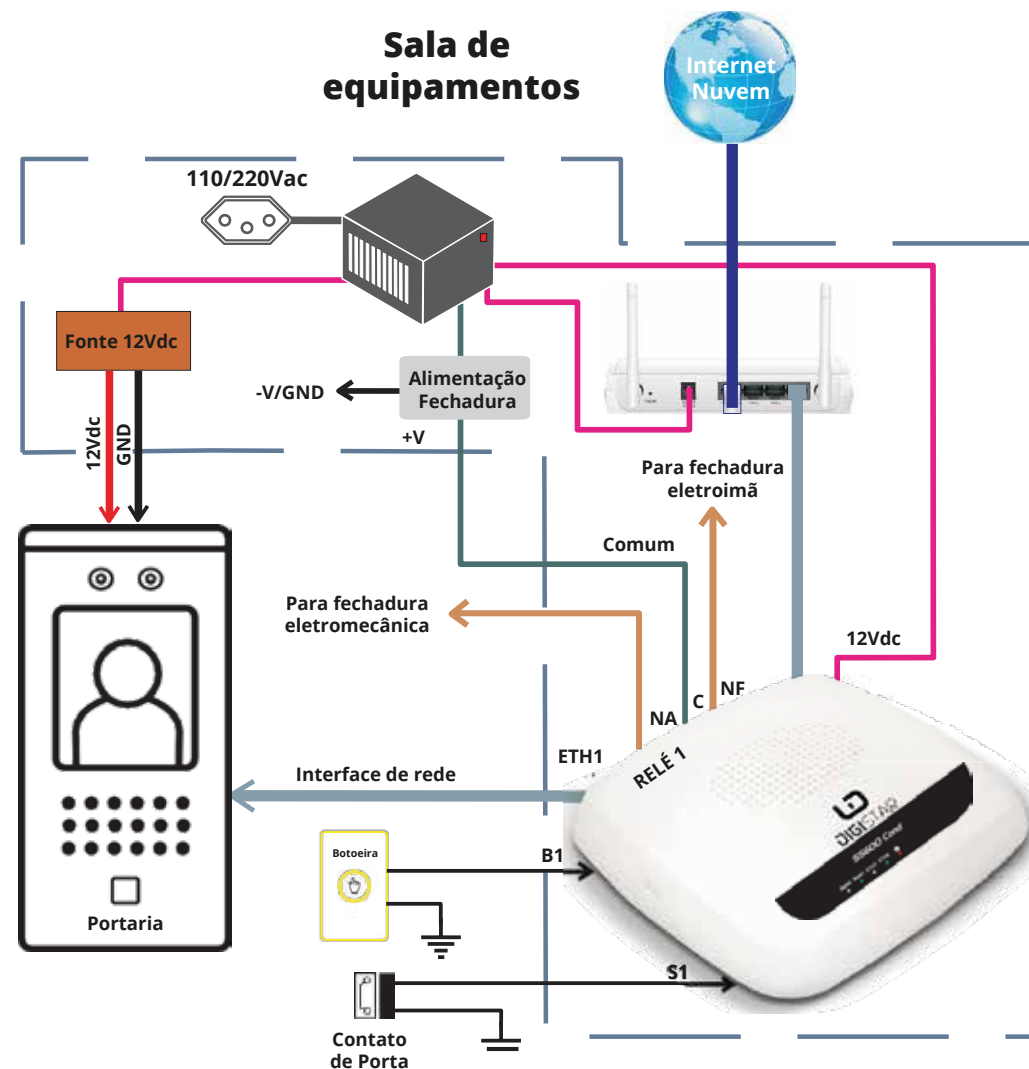 Sala de
equipamentos
Internet
Nuvem
110/220Vac
Fonte 12Vdc
-V/GND
Alimentação
Fechadura
+V
12Vdc
GND
Para fechadura
eletroimã
Comum
Para fechadura
eletromecânica
12Vdc
NF
C
NA
RELÉ 1
ETH1
Interface de rede
DIGISTAR
Botoeira
B1
Portaria
S1
Contato
de Porta